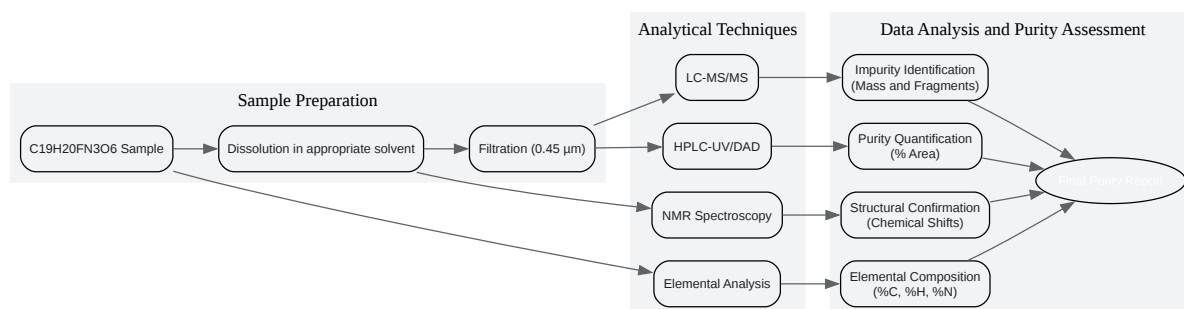 Sample Preparation
C19H20FN3O6 Sample
Dissolution in appropriate solvent
Filtration (0.45 µm)
Analytical Techniques
LC-MS/MS
HPLC-UV/DAD
NMR Spectroscopy
Elemental Analysis
Data Analysis and Purity Assessment
Impurity Identification
(Mass and Fragments)
Purity Quantification
(% Area)
Structural Confirmation
(Chemical Shifts)
Elemental Composition
(%C, %H, %N)
Final Purity Report